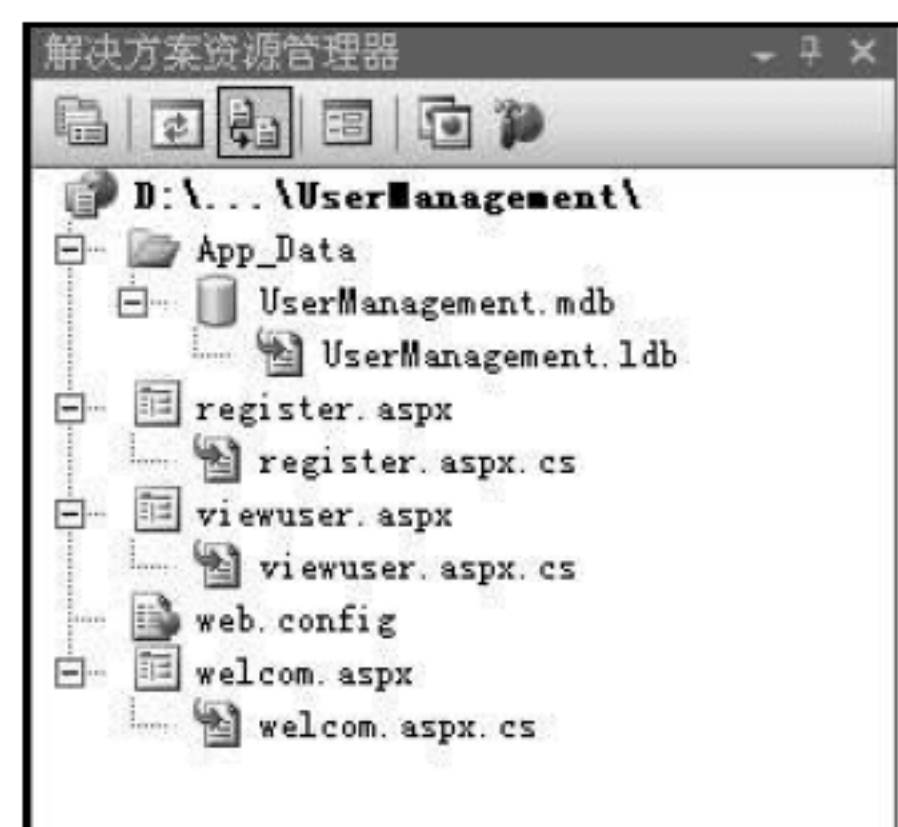 解决方案资源管理器
D:\...\UserManagement\
App_Data
UserManagement.mdb
UserManagement.ldb
register.aspx
register.aspx.cs
viewuser.aspx
viewuser.aspx.cs
web.config
welcom.aspx
welcom.aspx.cs